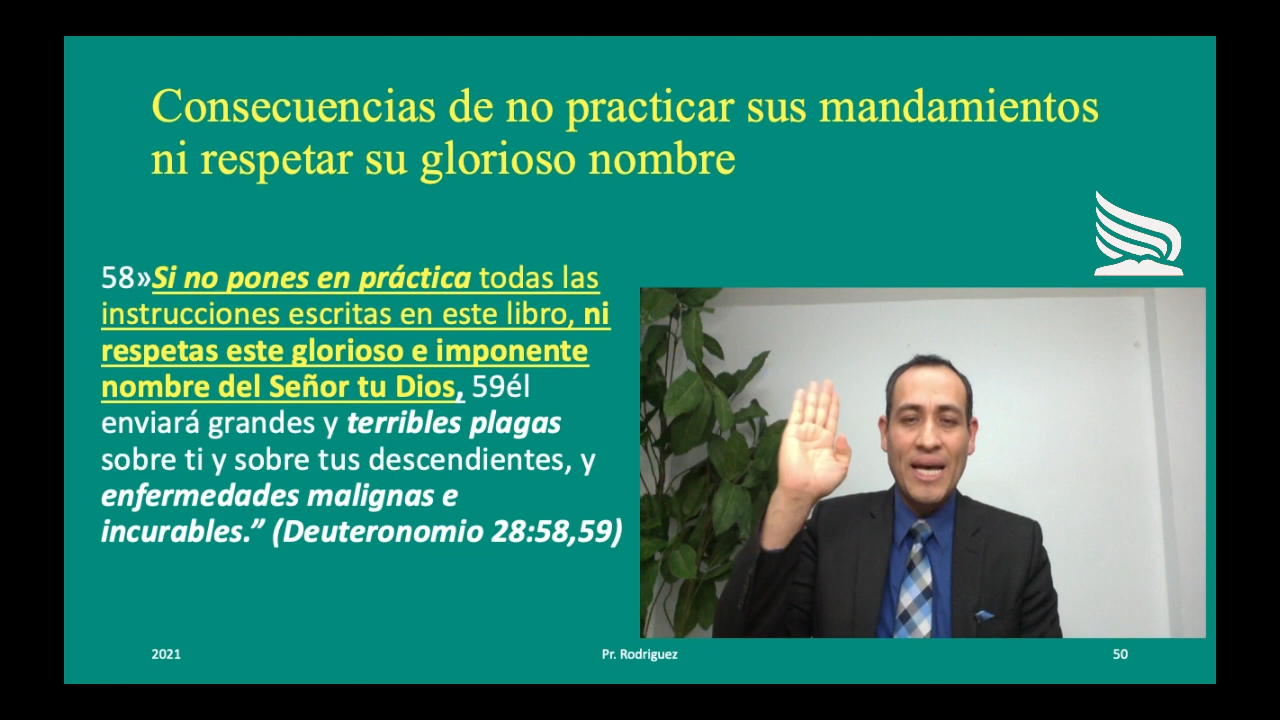 Consecuencias de no practicar sus mandamientos
ni respetar su glorioso nombre
58»Si no pones en práctica todas las
instrucciones escritas en este libro, ni
respetas este glorioso e imponente
nombre del Señor tu Dios, 59él
enviará grandes y terribles plagas
sobre ti y sobre tus descendientes, y
enfermedades malignas e
incurables.” (Deuteronomio 28:58,59)
2021
Pr. Rodriguez
50